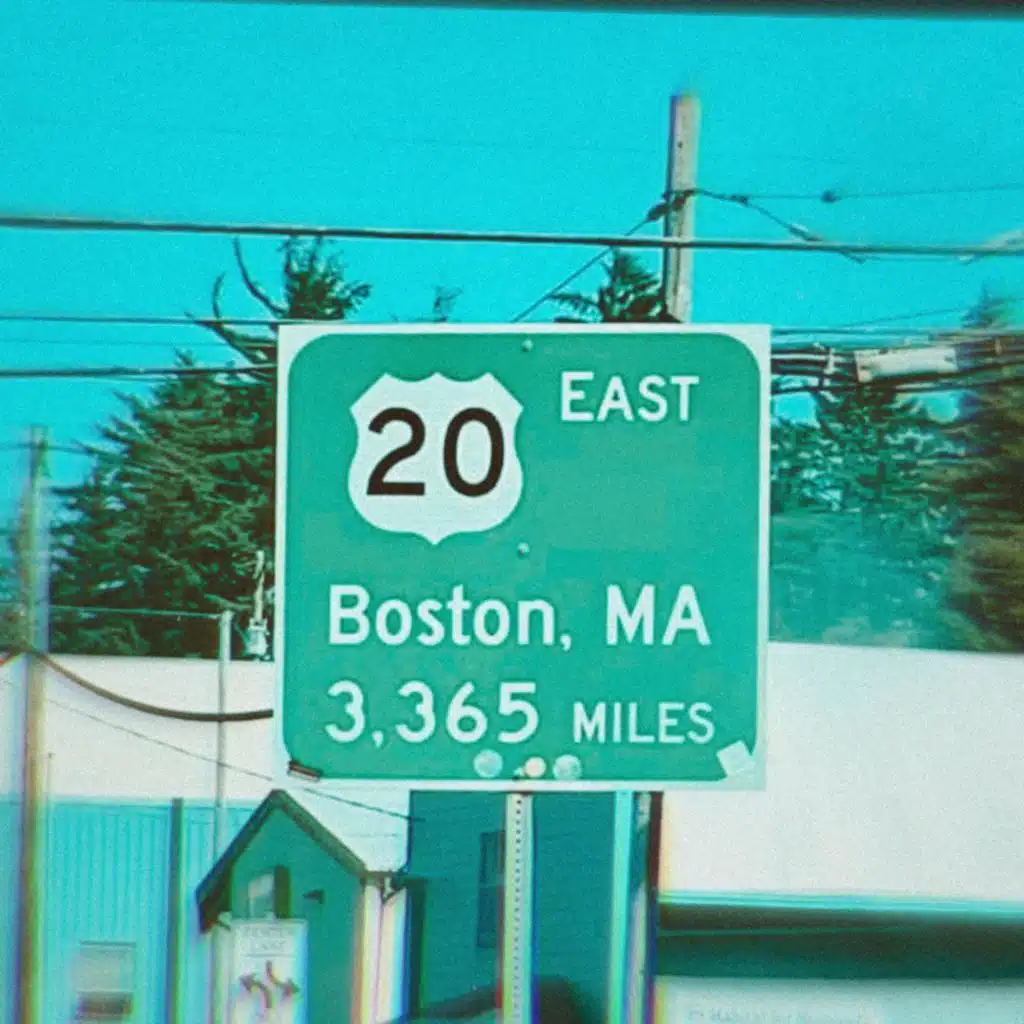 20 EAST
Boston, MA
3,365 MILES